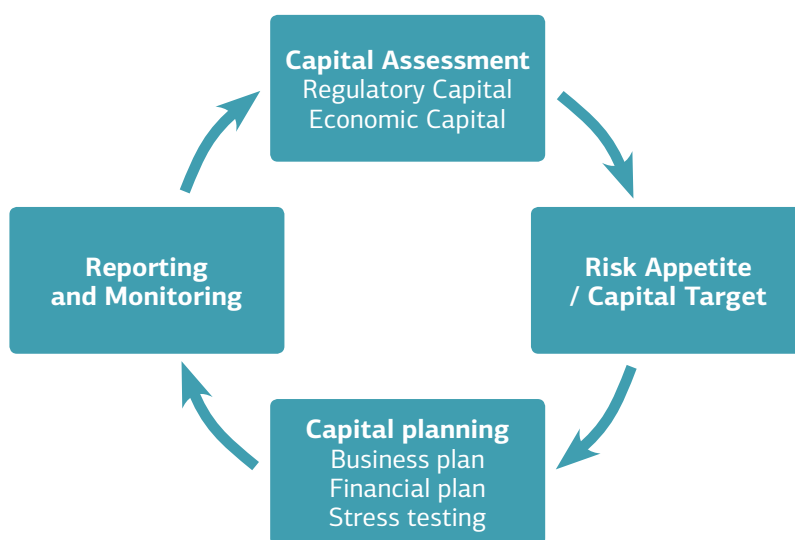 Capital Assessment
Regulatory Capital
Economic Capital
Reporting
and Monitoring
Risk Appetite
/ Capital Target
Capital planning
Business plan
Financial plan
Stress testing